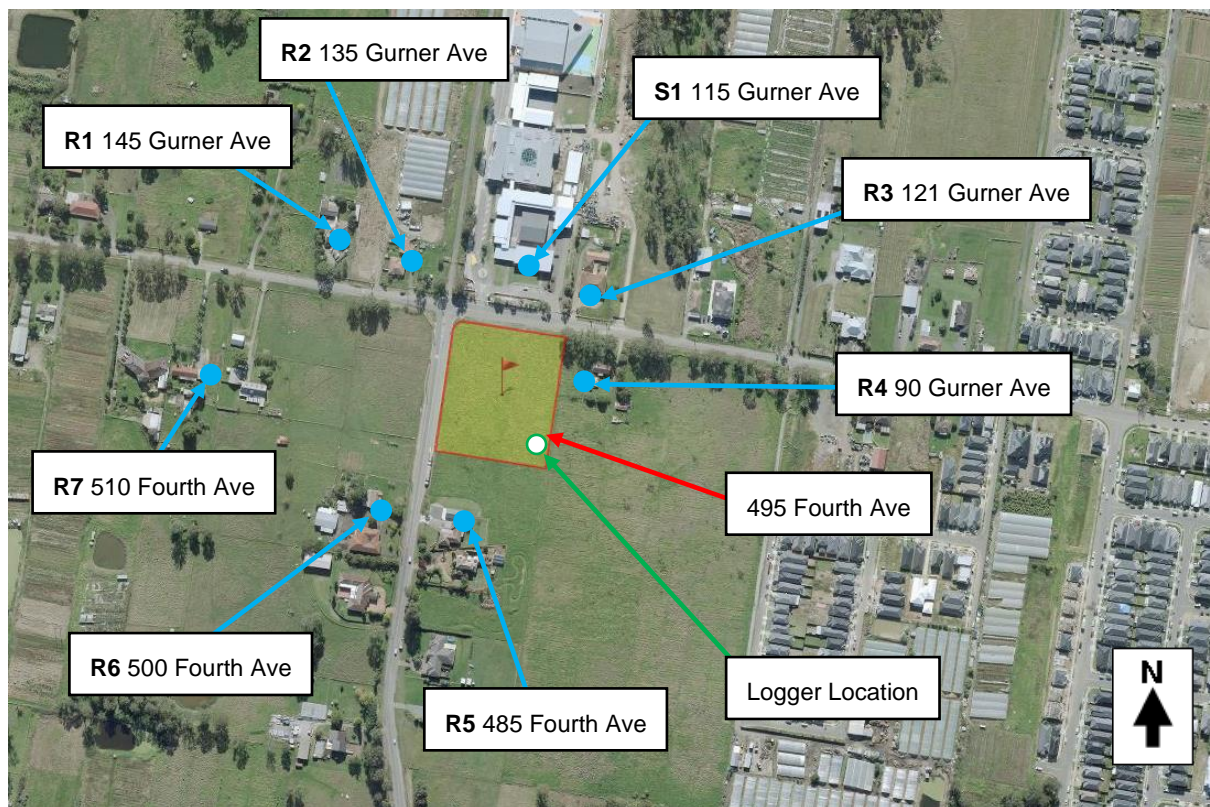 R2 135 Gurner Ave
S1 115 Gurner Ave
R1 145 Gurner Ave
R3 121 Gurner Ave
R4 90 Gurner Ave
R7 510 Fourth Ave
495 Fourth Ave
R6 500 Fourth Ave
Logger Location
R5 485 Fourth Ave
N